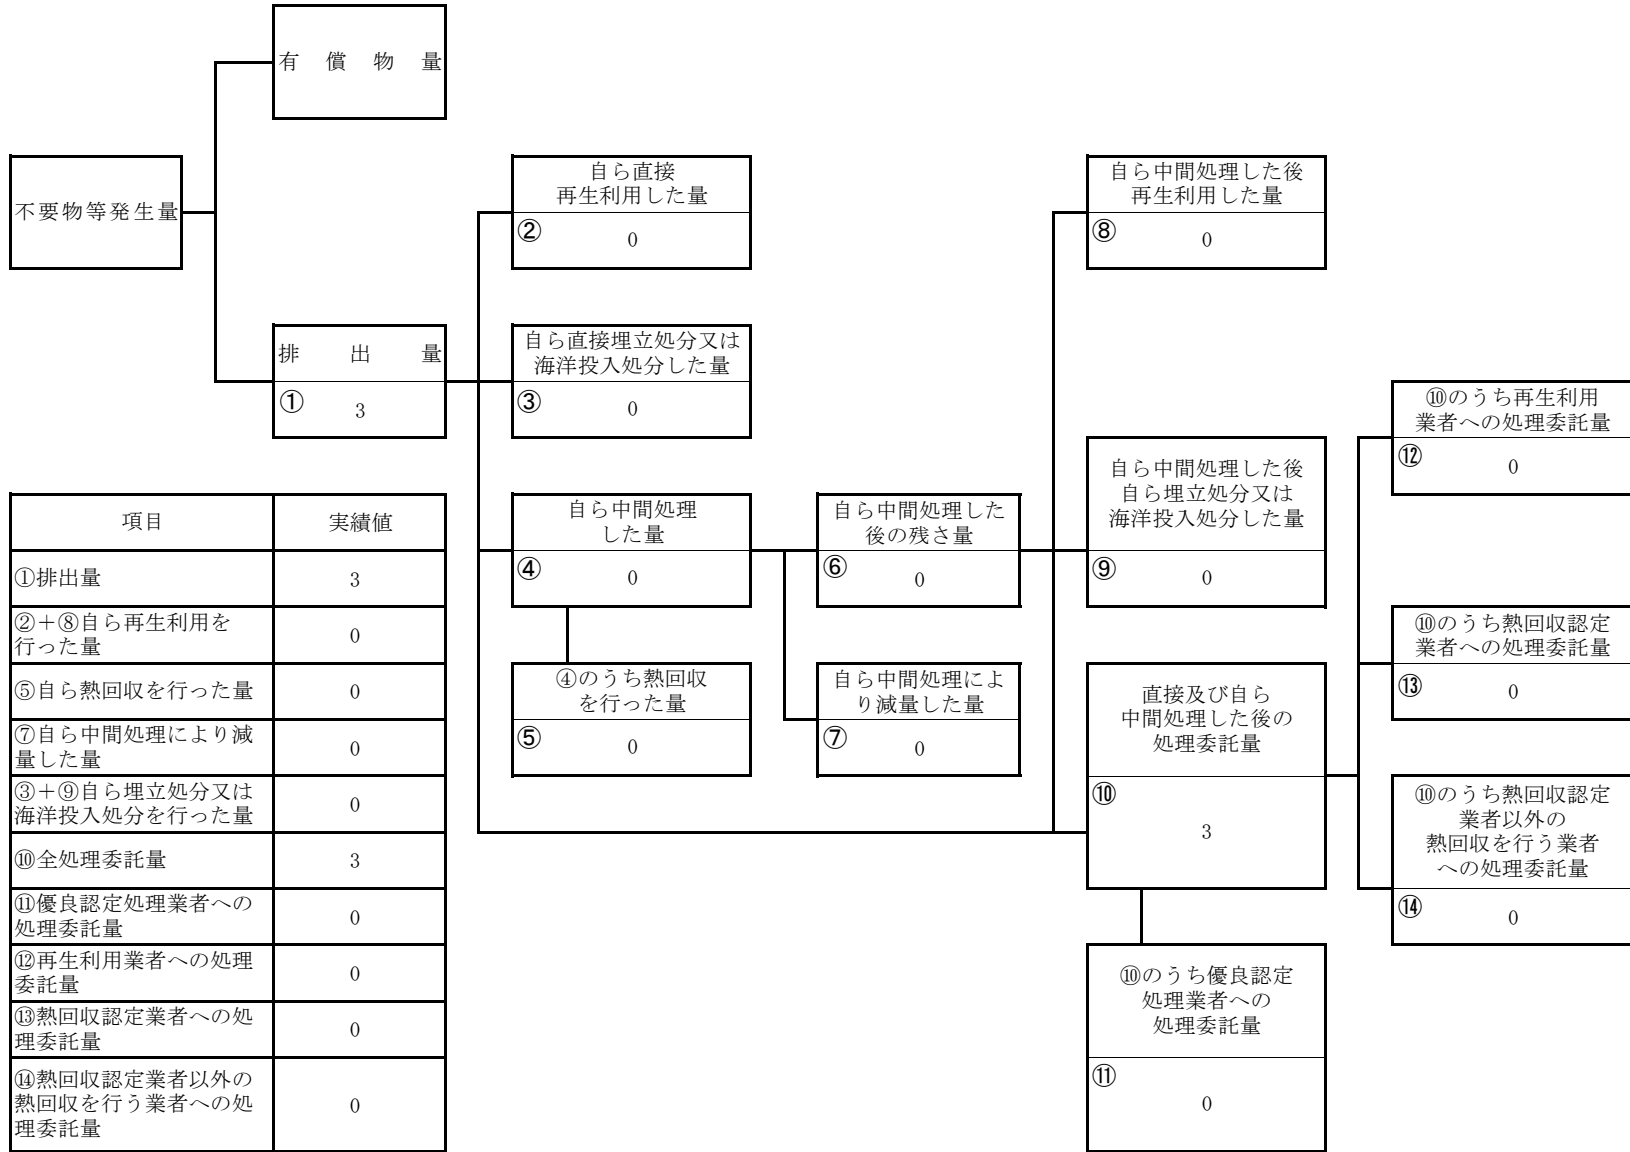 有償物量
不要物等発生量
排出量
①
3
自ら直接
再生利用した量
②
0
自ら直接埋立処分又は
海洋投入処分した量
③
0
自ら中間処理
した量
④
0
④のうち熱回収
を行った量
⑤
0
自ら中間処理した
後の残さ量
⑥
0
自ら中間処理によ
り減量した量
⑦
0
自ら中間処理した後
再生利用した量
⑧
0
自ら中間処理した後
自ら埋立処分又は
海洋投入処分した量
⑨
0
直接及び自ら
中間処理した後の
処理委託量
⑩
3
⑩のうち優良認定
処理業者への
処理委託量
⑪
0
⑩のうち再生利用
業者への処理委託量
⑫
0
⑩のうち熱回収認定
業者への処理委託量
⑬
0
⑩のうち熱回収認定
業者以外の
熱回収を行う業者
への処理委託量
⑭
0
項目
実績値
①排出量
3
②＋⑧自ら再生利用を
行った量
0
⑤自ら熱回収を行った量
0
⑦自ら中間処理により減
量した量
0
③＋⑨自ら埋立処分又は
海洋投入処分を行った量
0
⑩全処理委託量
3
⑪優良認定処理業者への
処理委託量
0
⑫再生利用業者への処理
委託量
0
⑬熱回収認定業者への処
理委託量
0
⑭熱回収認定業者以外の
熱回収を行う業者への処
理委託量
0